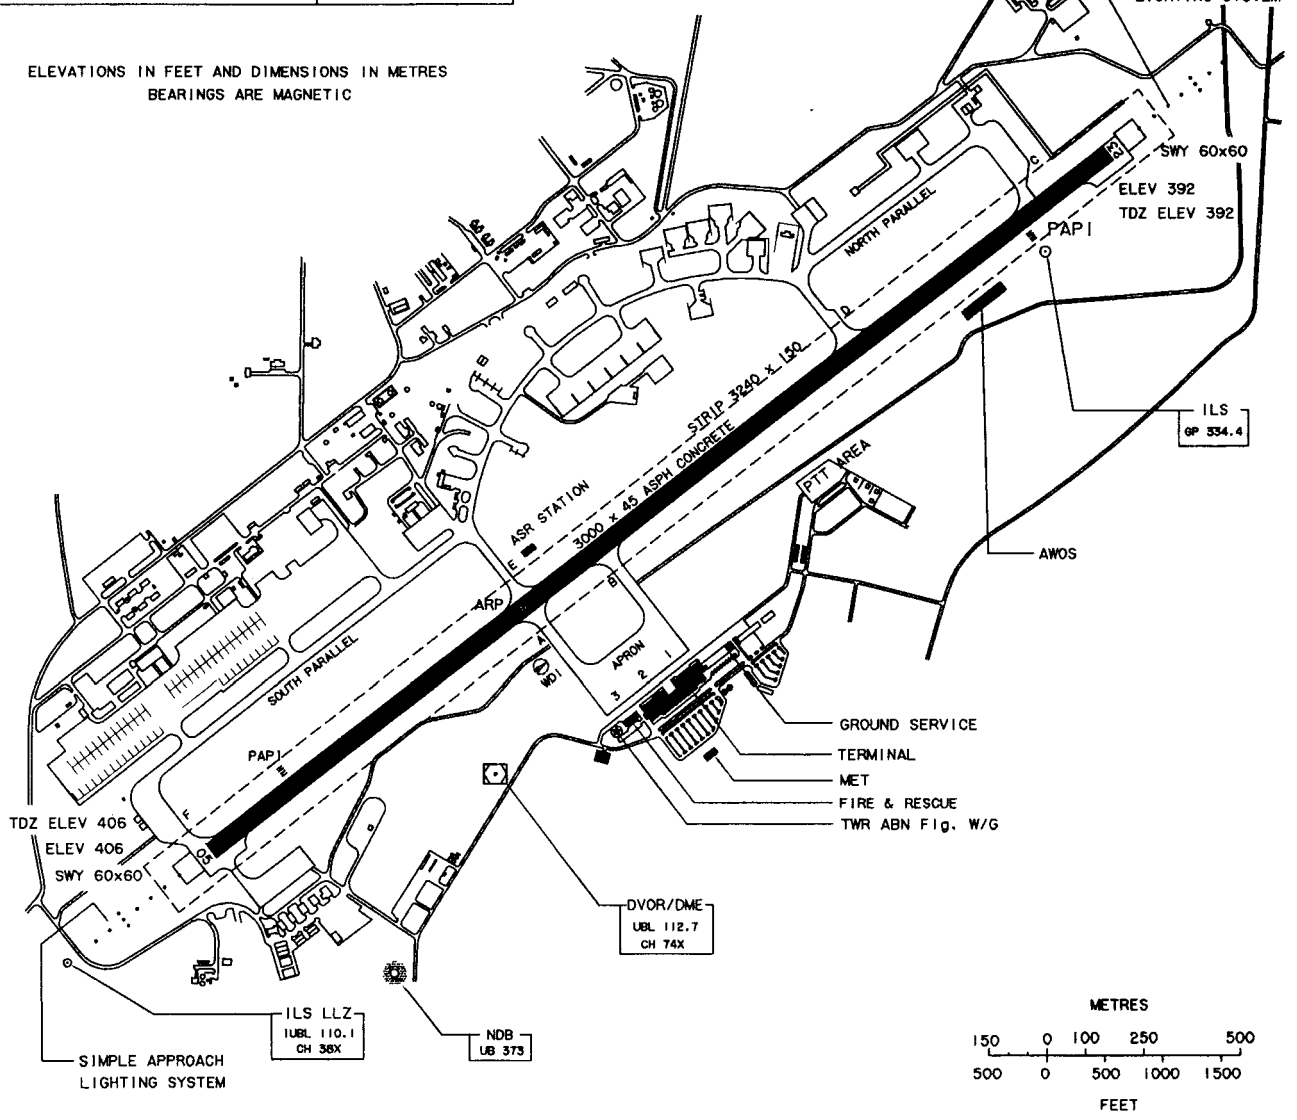 LIGHTING SYSTEM
ELEVATIONS IN FEET AND DIMENSIONS IN METRES
BEARINGS ARE MAGNETIC
SWY 60x60
ELEV 392
TDZ ELEV 392
23
C
NORTH PARALLEL
PAPI
D
STRIP 3240 x 150
3000 x 45 ASPH CONCRETE
ILS
GP 334.4
PTT AREA
ASR STATION
AWOS
E
B
ARP
A
SOUTH PARALLEL
APRON
1
2
3
WDI
GROUND SERVICE
TERMINAL
MET
FIRE & RESCUE
TWR ABN Flg. W/G
PAPI
F
TDZ ELEV 406
ELEV 406
05
SWY 60x60
DVOR/DME
UBL 112.7
CH 74X
ILS LLZ
IUBL 110.1
CH 38X
NDB
UB 373
SIMPLE APPROACH
LIGHTING SYSTEM
METRES
150 0 100 250 500
500 0 500 1000 1500
FEET